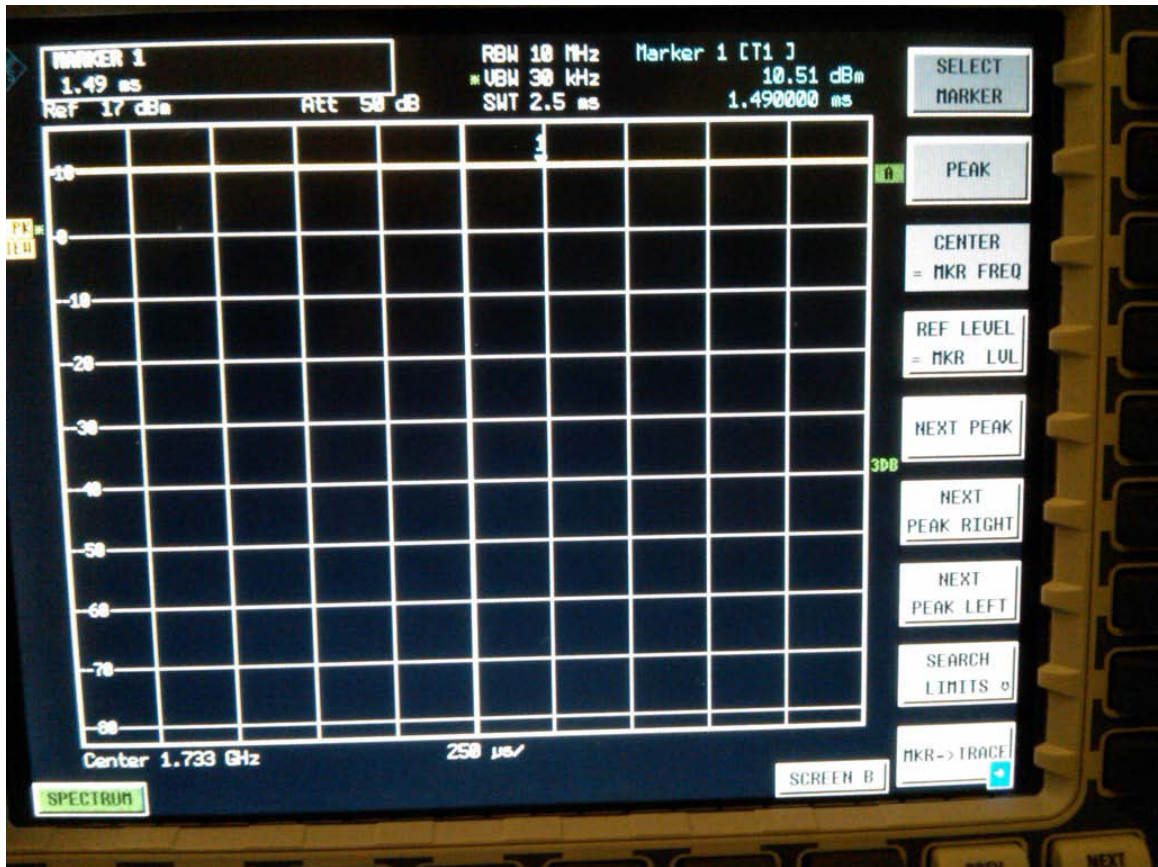 MARKER 1
1.49 ms
Ref 17 dBm
Att 50 dB
RBW 10 MHz
*VBW 30 kHz
SWT 2.5 ms
Marker 1 [T1 ]
10.51 dBm
1.490000 ms
1
10
0
-10
-20
-30
-40
-50
-60
-70
-80
PK
*
A
3DB
Center 1.733 GHz
250 µs/
SPECTRUM
SCREEN B
SELECT
MARKER
PEAK
CENTER
= MKR FREQ
REF LEVEL
= MKR LVL
NEXT PEAK
NEXT
PEAK RIGHT
NEXT
PEAK LEFT
SEARCH
LIMITS
MKR->TRACE
NEXT